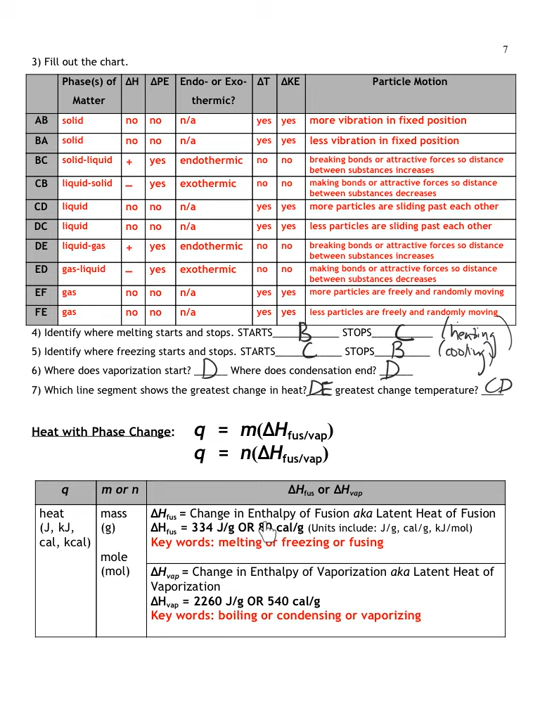 7
3) Fill out the chart.
Phase(s) of Matter ΔH ΔPE Endo- or Exo-thermic? ΔT ΔKE Particle Motion
AB solid no no n/a yes yes more vibration in fixed position
BA solid no no n/a yes yes less vibration in fixed position
BC solid-liquid + yes endothermic no no breaking bonds or attractive forces so distance between substances increases
CB liquid-solid – yes exothermic no no making bonds or attractive forces so distance between substances decreases
CD liquid no no n/a yes yes more particles are sliding past each other
DC liquid no no n/a yes yes less particles are sliding past each other
DE liquid-gas + yes endothermic no no breaking bonds or attractive forces so distance between substances increases
ED gas-liquid – yes exothermic no no making bonds or attractive forces so distance between substances decreases
EF gas no no n/a yes yes more particles are freely and randomly moving
FE gas no no n/a yes yes less particles are freely and randomly moving
4) Identify where melting starts and stops. STARTS B STOPS C (heating)
5) Identify where freezing starts and stops. STARTS C STOPS B (cooling)
6) Where does vaporization start? D Where does condensation end? D
7) Which line segment shows the greatest change in heat? DE greatest change temperature? CD
Heat with Phase Change: q = m(ΔHfus/vap)
q = n(ΔHfus/vap)
q m or n ΔHfus or ΔHvap
heat
(J, kJ,
cal, kcal)
mass
(g)
mole
(mol)
ΔHfus = Change in Enthalpy of Fusion aka Latent Heat of Fusion
ΔHfus = 334 J/g OR cal/g (Units include: J/g, cal/g, kJ/mol)
Key words: melting or freezing or fusing
ΔHvap = Change in Enthalpy of Vaporization aka Latent Heat of
Vaporization
ΔHvap = 2260 J/g OR 540 cal/g
Key words: boiling or condensing or vaporizing